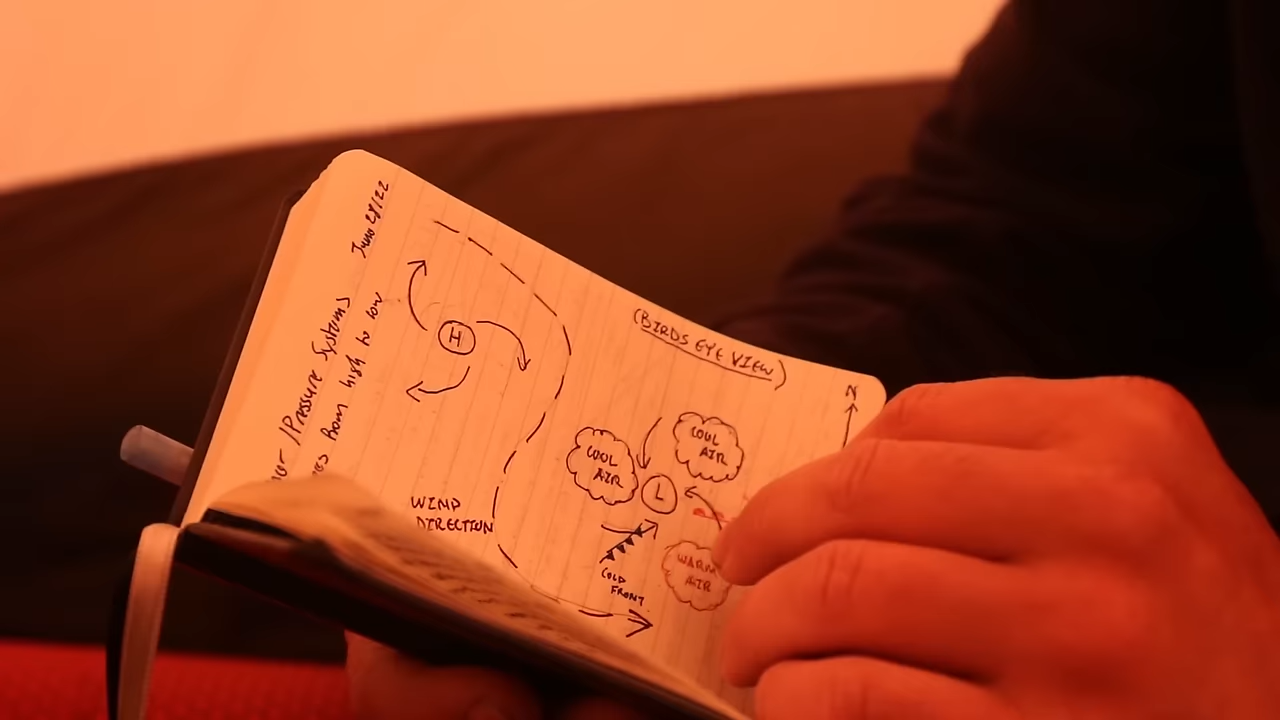 June 28/22
/Pressure Systems
from high to low
(BIRDS EYE VIEW)
N
H
COOL
AIR
COOL
AIR
L
WIND
DIRECTION
COLD
FRONT
WARM
AIR